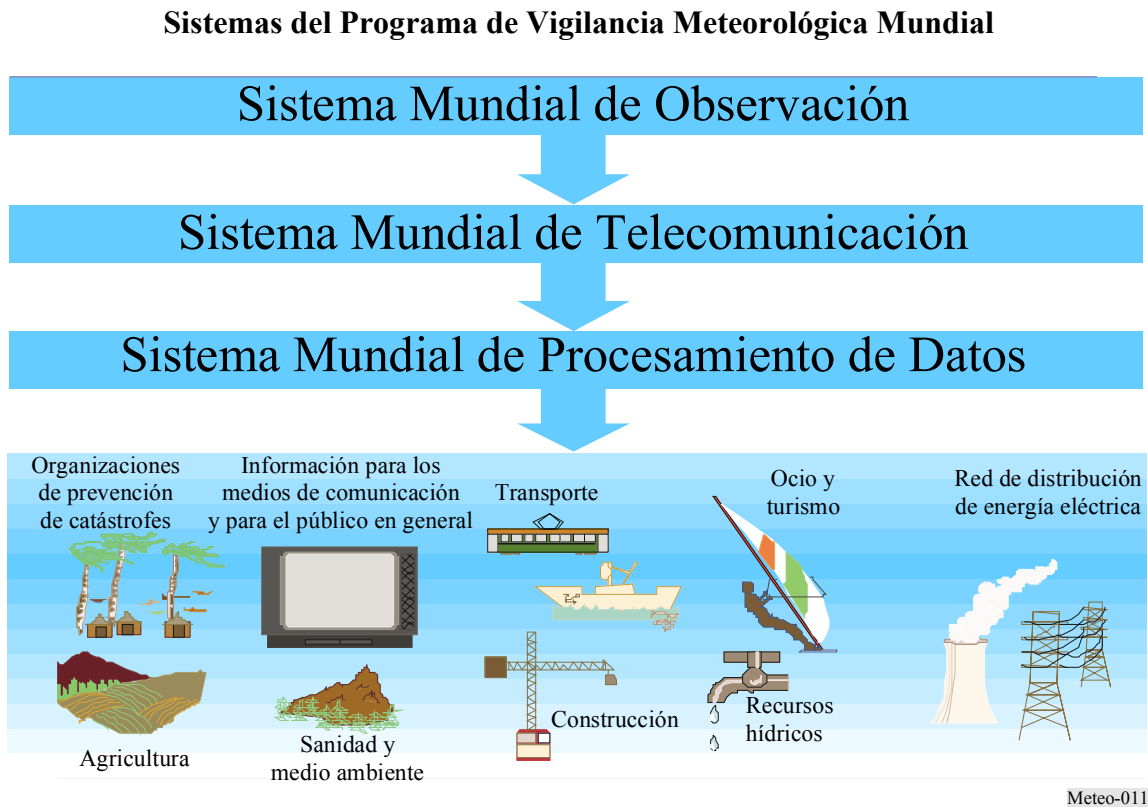 Sistemas del Programa de Vigilancia Meteorológica Mundial
Sistema Mundial de Observación
Sistema Mundial de Telecomunicación
Sistema Mundial de Procesamiento de Datos
Organizaciones
de prevención
de catástrofes
Información para los
medios de comunicación
y para el público en general
Transporte
Ocio y
turismo
Red de distribución
de energía eléctrica
Agricultura
Sanidad y
medio ambiente
Construcción
Recursos
hídricos
Meteo-011